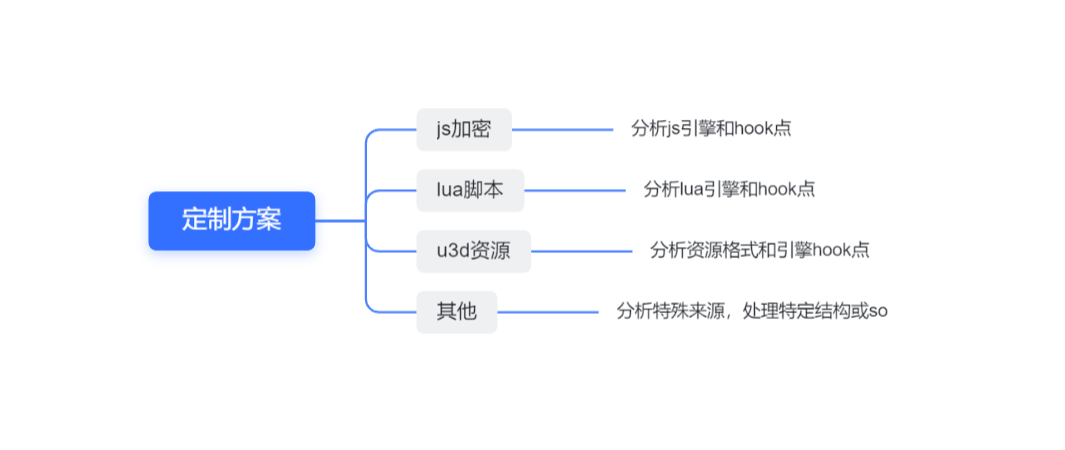 js加密
分析js引擎和hook点
lua脚本
分析lua引擎和hook点
定制方案
u3d资源
分析资源格式和引擎hook点
其他
分析特殊来源，处理特定结构或so